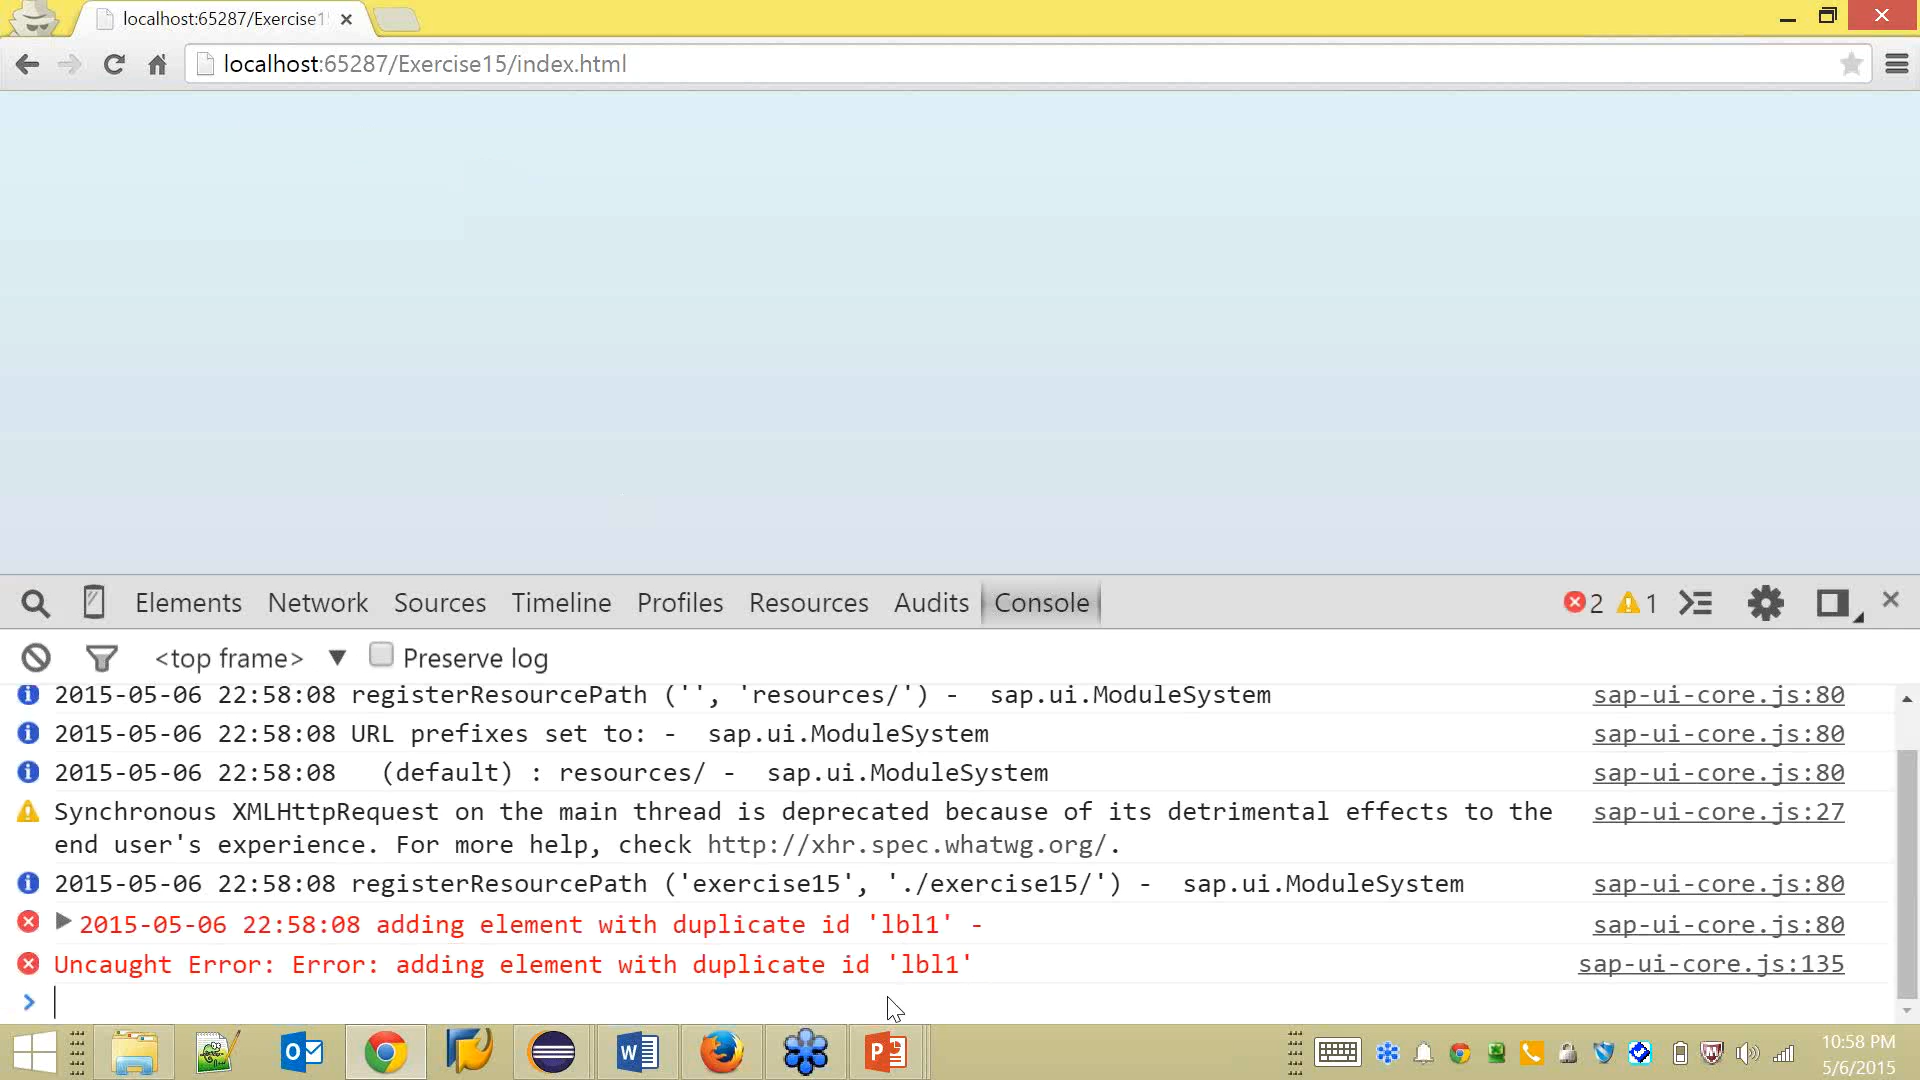 localhost:65287/Exercise1
localhost:65287/Exercise15/index.html
Elements Network Sources Timeline Profiles Resources Audits Console 2 1
<top frame> Preserve log
2015-05-06 22:58:08 registerResourcePath ('', 'resources/') -  sap.ui.ModuleSystem sap-ui-core.js:80
2015-05-06 22:58:08 URL prefixes set to: -  sap.ui.ModuleSystem sap-ui-core.js:80
2015-05-06 22:58:08   (default) : resources/ -  sap.ui.ModuleSystem sap-ui-core.js:80
Synchronous XMLHttpRequest on the main thread is deprecated because of its detrimental effects to the sap-ui-core.js:27
end user's experience. For more help, check http://xhr.spec.whatwg.org/.
2015-05-06 22:58:08 registerResourcePath ('exercise15', './exercise15/') -  sap.ui.ModuleSystem sap-ui-core.js:80
2015-05-06 22:58:08 adding element with duplicate id 'lbl1' - sap-ui-core.js:80
Uncaught Error: Error: adding element with duplicate id 'lbl1' sap-ui-core.js:135
10:58 PM
5/6/2015